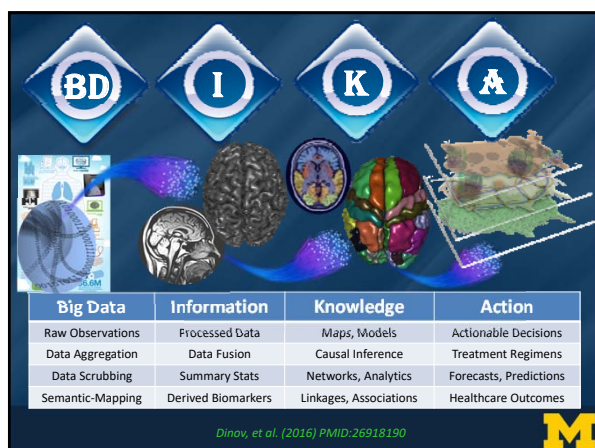 BD I K A
6.6M
Big Data Information Knowledge Action
Raw Observations Processed Data Maps, Models Actionable Decisions
Data Aggregation Data Fusion Causal Inference Treatment Regimens
Data Scrubbing Summary Stats Networks, Analytics Forecasts, Predictions
Semantic-Mapping Derived Biomarkers Linkages, Associations Healthcare Outcomes
Dinov, et al. (2016) PMID:26918190
M